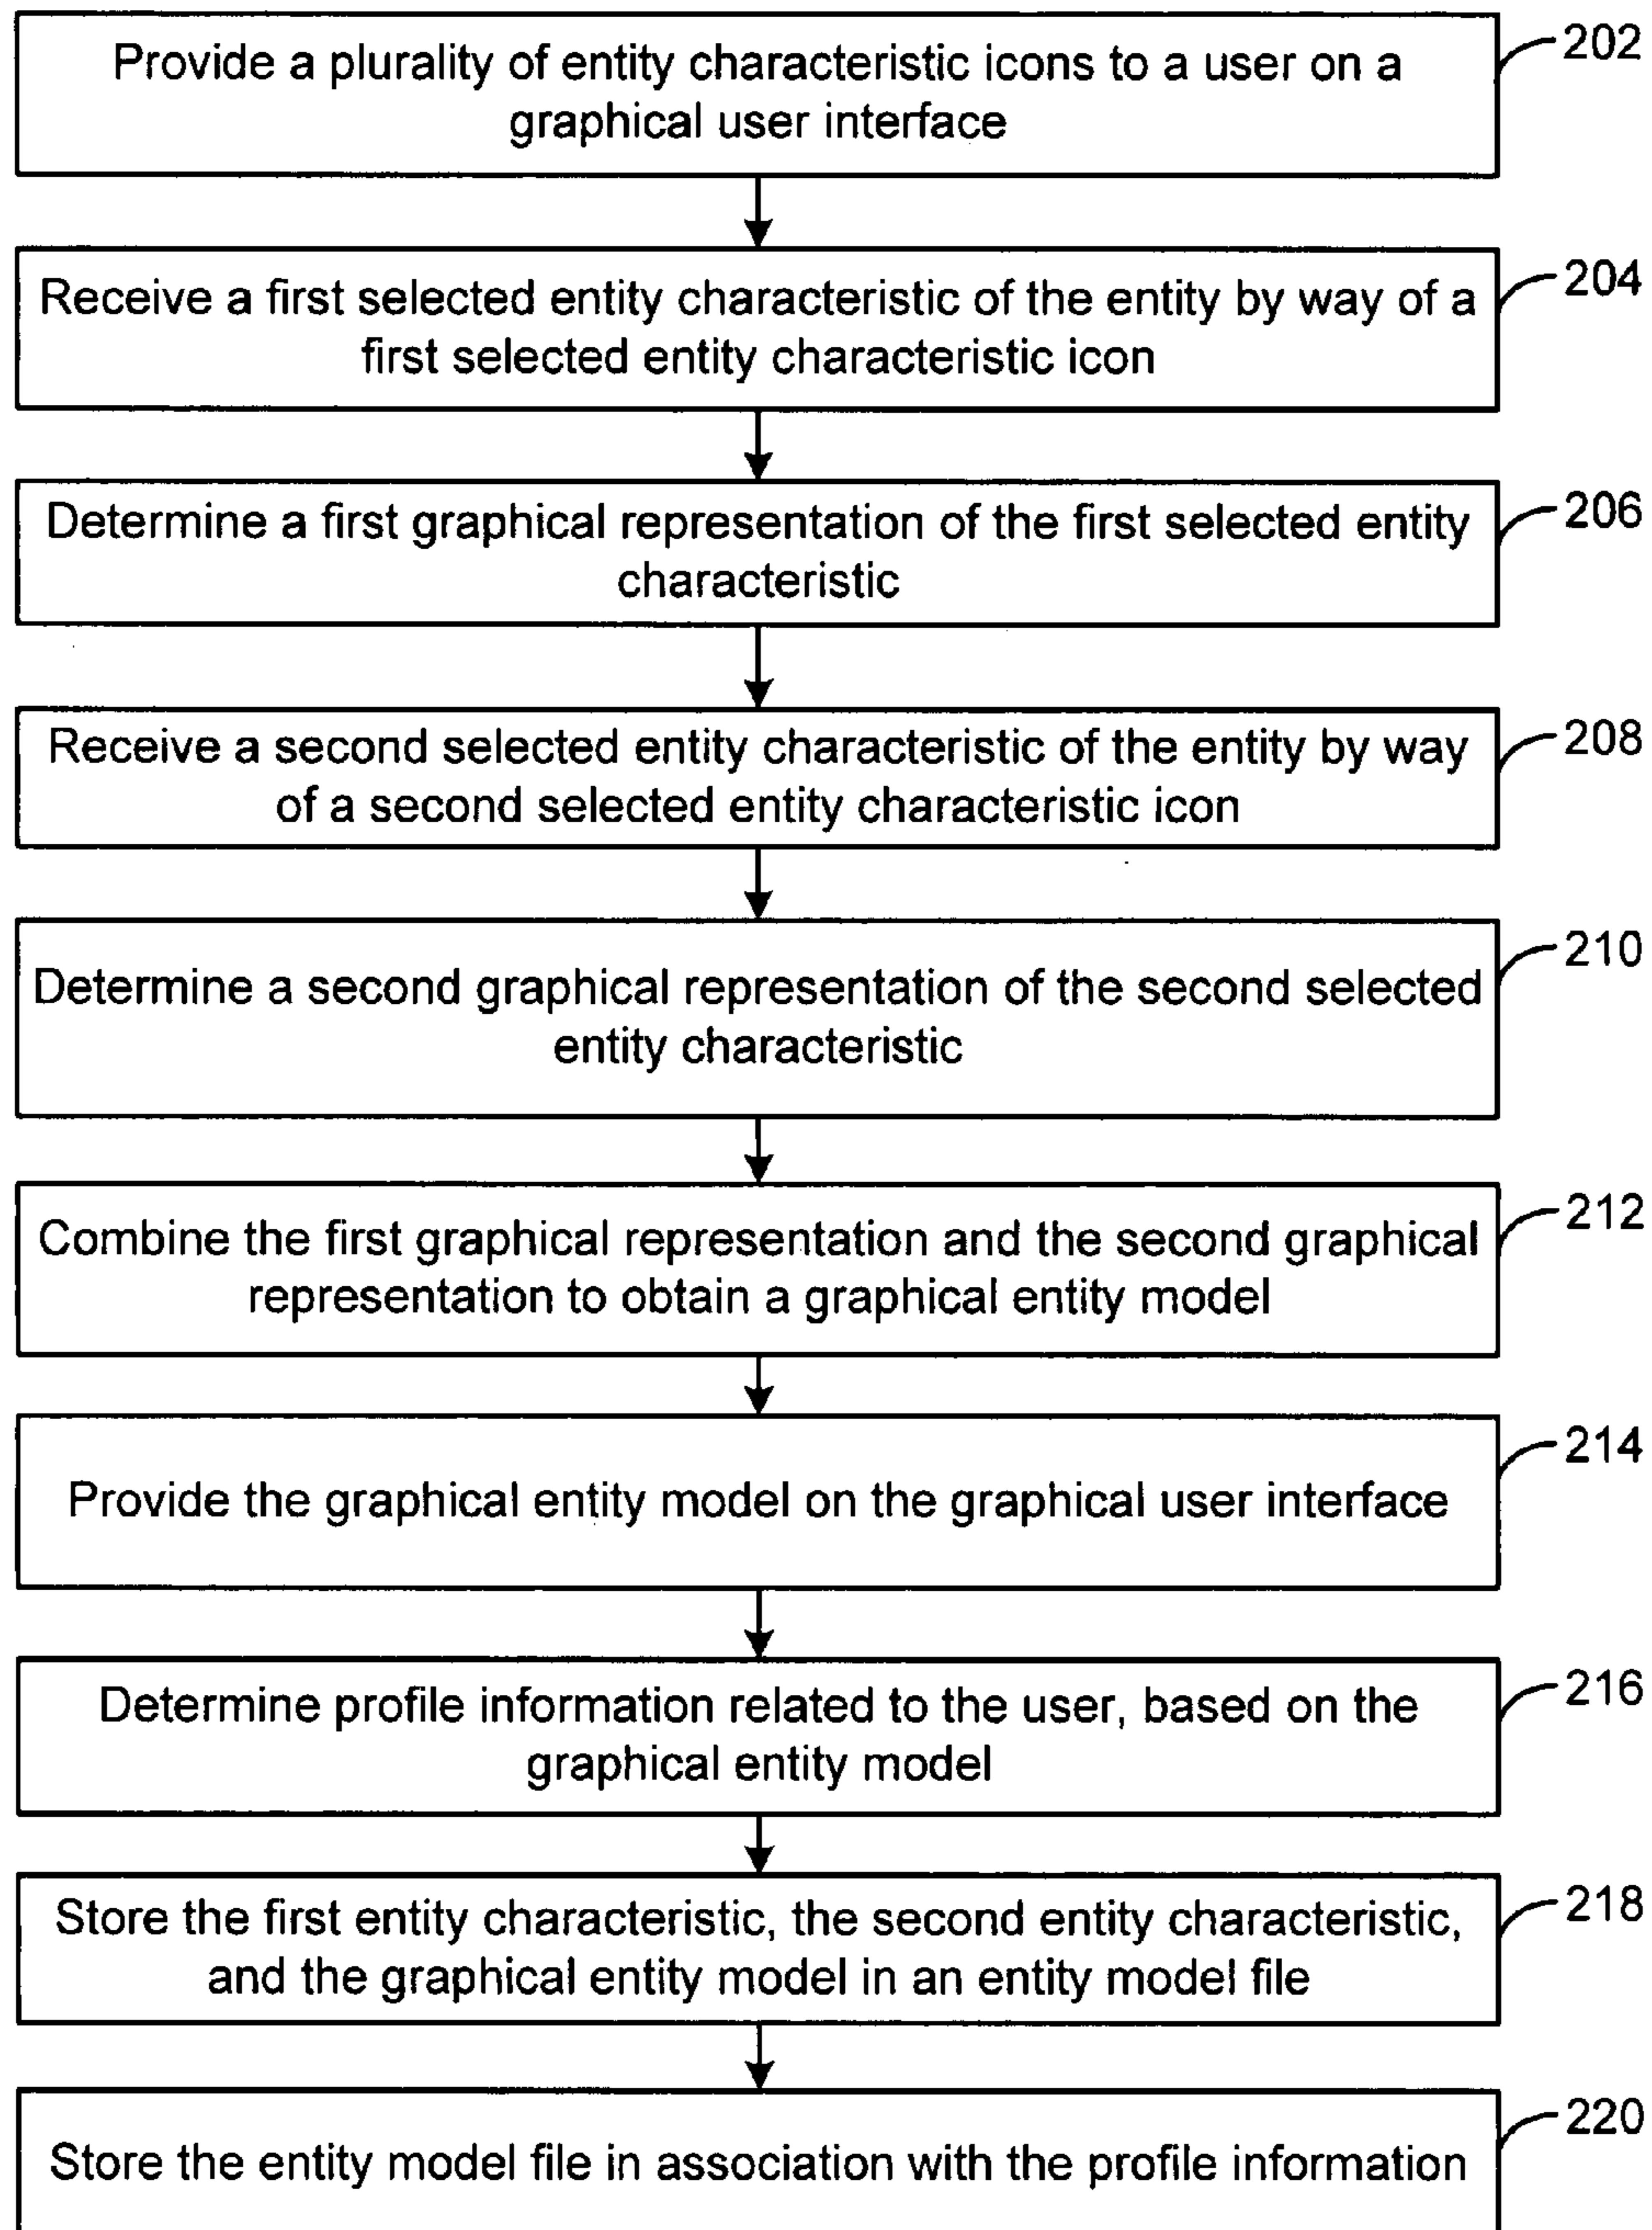 Provide a plurality of entity characteristic icons to a user on a
graphical user interface
202
Receive a first selected entity characteristic of the entity by way of a
first selected entity characteristic icon
204
Determine a first graphical representation of the first selected entity
characteristic
206
Receive a second selected entity characteristic of the entity by way
of a second selected entity characteristic icon
208
Determine a second graphical representation of the second selected
entity characteristic
210
Combine the first graphical representation and the second graphical
representation to obtain a graphical entity model
212
Provide the graphical entity model on the graphical user interface
214
Determine profile information related to the user, based on the
graphical entity model
216
Store the first entity characteristic, the second entity characteristic,
and the graphical entity model in an entity model file
218
Store the entity model file in association with the profile information
220